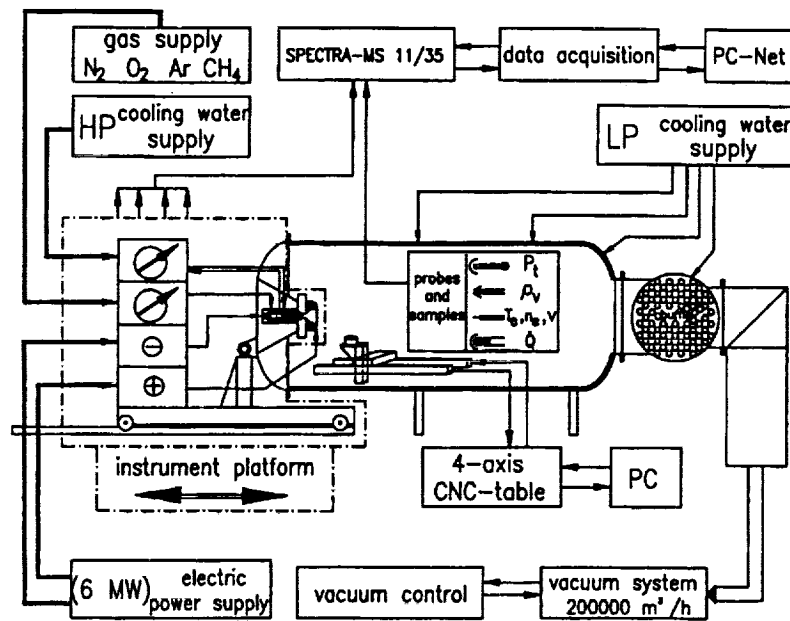 gas supply
N₂ O₂ Ar CH₄
SPECTRA-MS 11/35
data acquisition
PC-Net
HP cooling water
supply
LP cooling water
supply
probes
and
samples
Pₜ
ρᵥ
Tₑ, nₑ, v
Q̇
instrument platform
4-axis
CNC-table
PC
(6 MW) electric
power supply
vacuum control
vacuum system
200000 m³/h